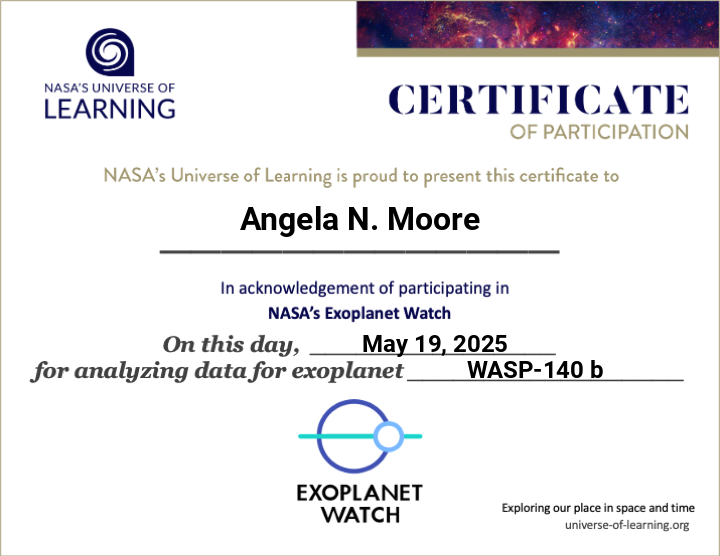 NASA'S UNIVERSE OF
LEARNING
CERTIFICATE
OF PARTICIPATION
NASA's Universe of Learning is proud to present this certificate to
Angela N. Moore
In acknowledgement of participating in
NASA's Exoplanet Watch
On this day, May 19, 2025
for analyzing data for exoplanet WASP-140 b
EXOPLANET
WATCH
Exploring our place in space and time
universe-of-learning.org